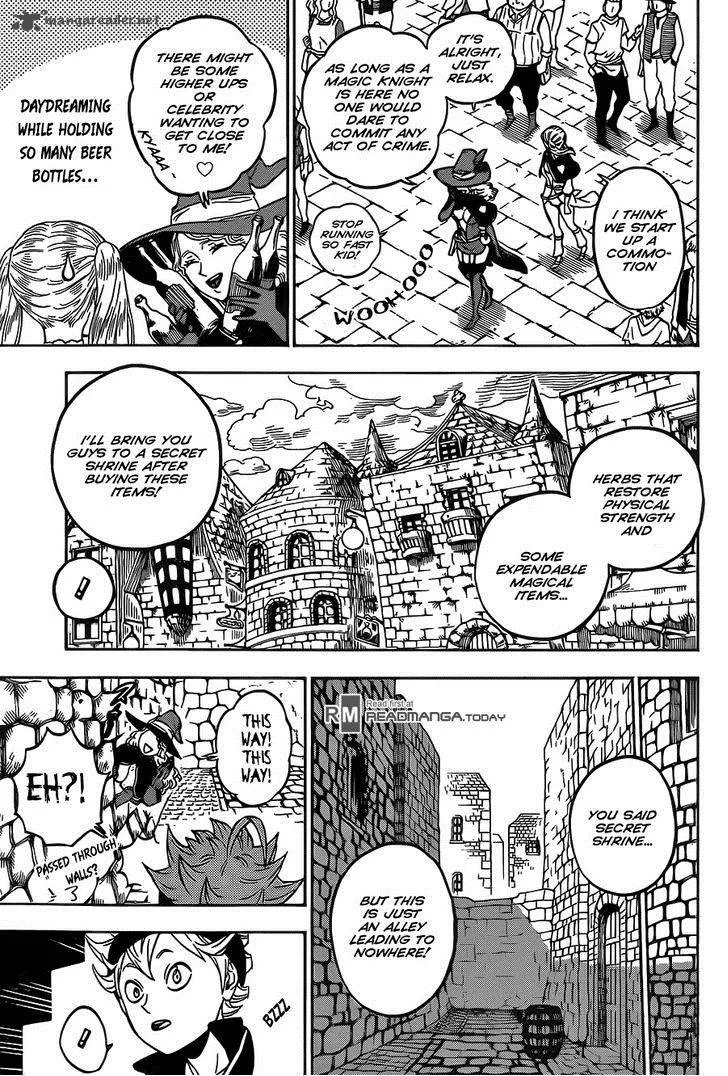 mangareader.net
IT'S
ALRIGHT,
JUST
RELAX.
AS LONG AS A
MAGIC KNIGHT
IS HERE NO
ONE WOULD
DARE TO
COMMIT ANY
ACT OF CRIME.
I THINK
WE START
UP A
COMMO-
TION
STOP
RUNNING
SO FAST
KID!
WOOHOOO
THERE MIGHT
BE SOME
HIGHER UPS
OR
CELEBRITY
WANTING TO
GET CLOSE
TO ME!
♡
KYAAA~
DAYDREAMING
WHILE HOLDING
SO MANY BEER
BOTTLES...
HERBS THAT
RESTORE
PHYSICAL
STRENGTH
AND
SOME
EXPENDABLE
MAGICAL
ITEMS...
I'LL BRING YOU
GUYS TO A
SECRET
SHRINE AFTER
BUYING THESE
ITEMS!
!
RM
Read first at
READMANGA.TODAY
YOU SAID
SECRET
SHRINE...
BUT THIS
IS JUST
AN ALLEY
LEADING TO
NOWHERE!
THIS
WAY!
THIS
WAY!
EH?!
PASSED THROUGH
WALLS?
BZZZ
!